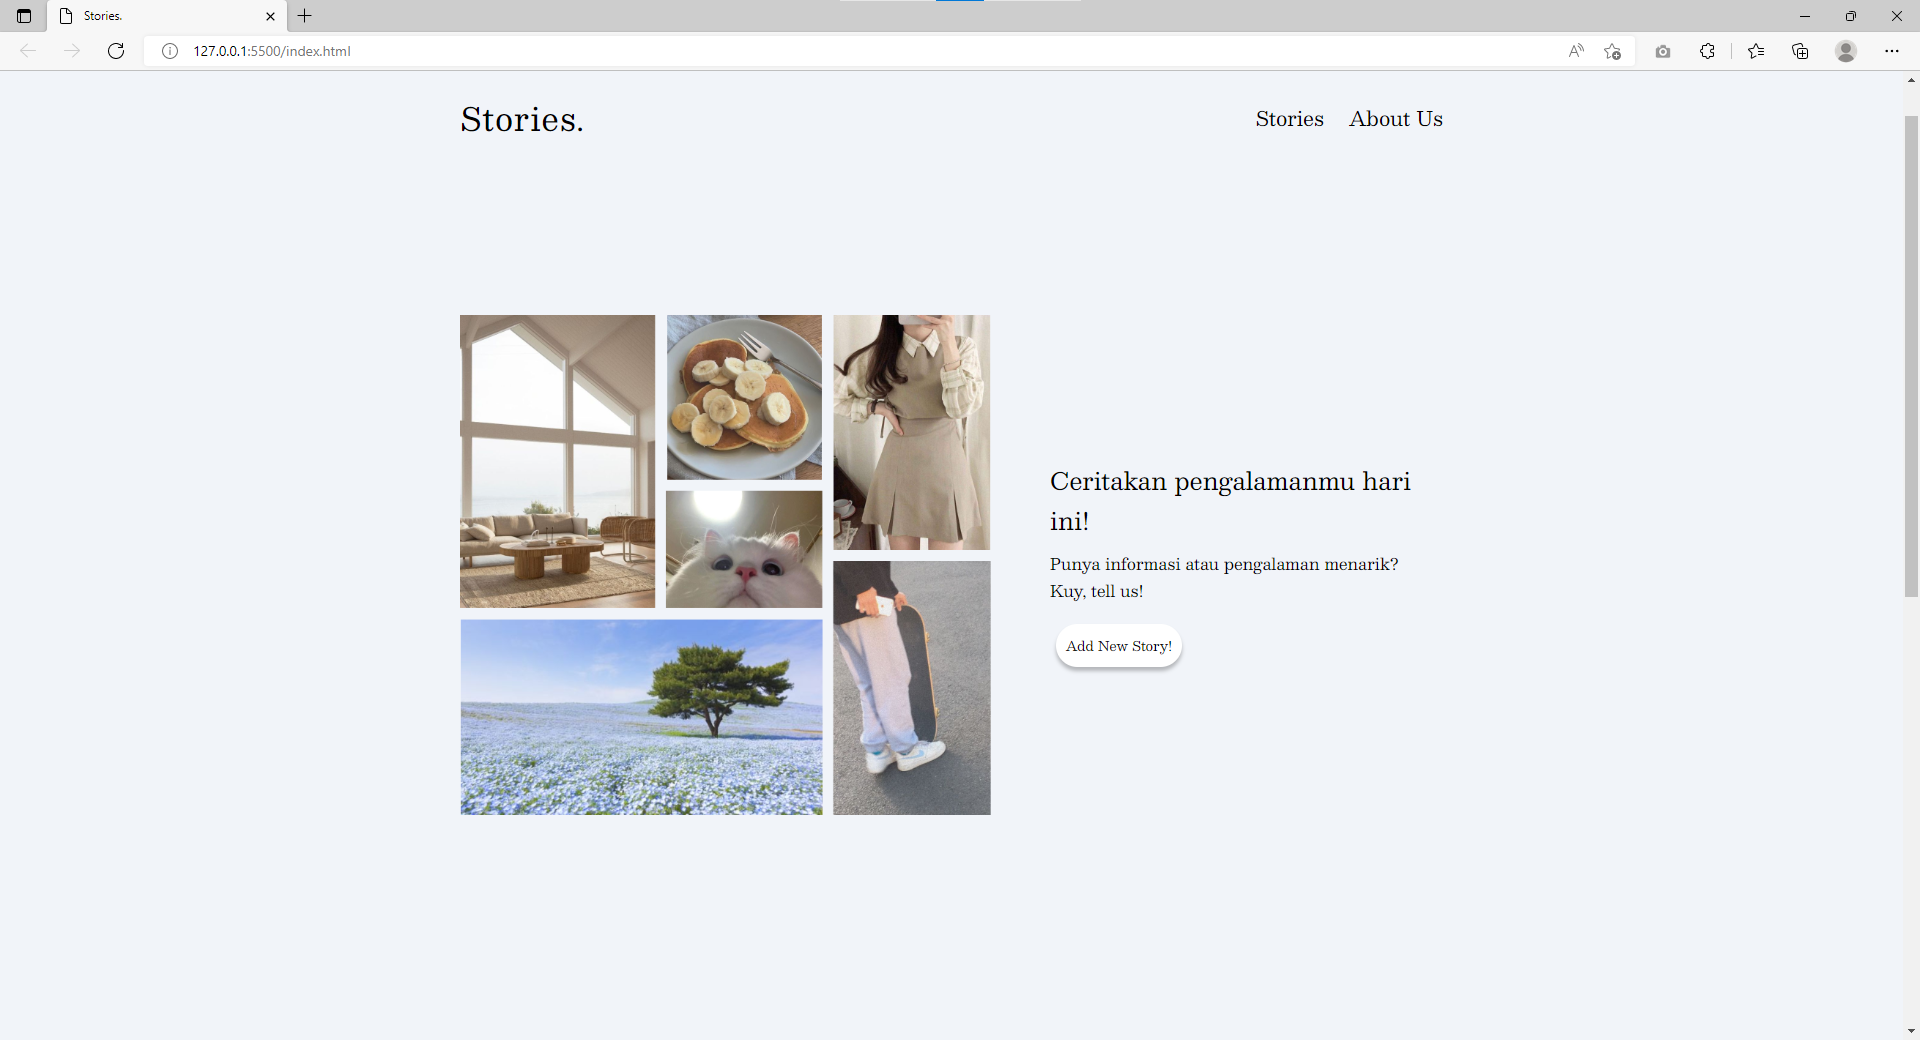 Stories.
127.0.0.1:5500/index.html
Stories.
Stories
About Us
Ceritakan pengalamanmu hari
ini!
Punya informasi atau pengalaman menarik?
Kuy, tell us!
Add New Story!